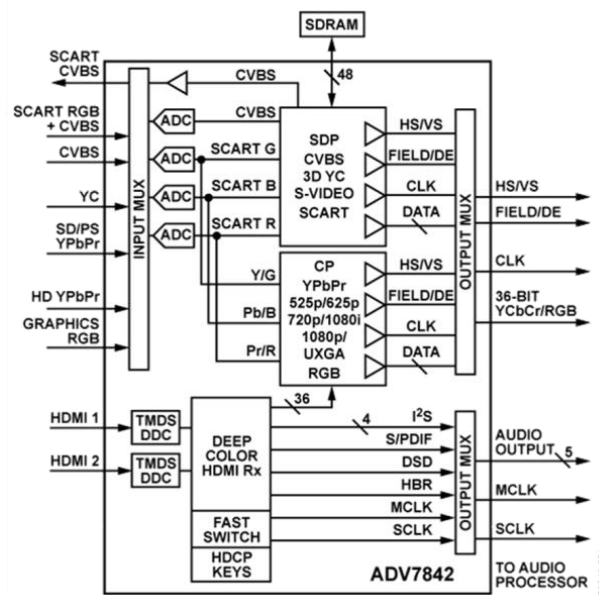 SDRAM
SCART
CVBS
48
CVBS
SCART RGB
+ CVBS
CVBS
YC
SD/PS
YPbPr
HD YPbPr
GRAPHICS
RGB
INPUT MUX
ADC
ADC
ADC
ADC
CVBS
SCART G
SCART B
SCART R
SDP
CVBS
3D YC
S-VIDEO
SCART
HS/VS
FIELD/DE
CLK
DATA
Y/G
Pb/B
Pr/R
CP
YPbPr
525p/625p
720p/1080i
1080p/
UXGA
RGB
HS/VS
FIELD/DE
CLK
DATA
OUTPUT MUX
HS/VS
FIELD/DE
CLK
36-BIT
YCbCr/RGB
HDMI 1
HDMI 2
TMDS
DDC
TMDS
DDC
DEEP
COLOR
HDMI Rx
FAST
SWITCH
HDCP
KEYS
36
4
I²S
S/PDIF
DSD
HBR
MCLK
SCLK
OUTPUT MUX
AUDIO
OUTPUT
5
MCLK
SCLK
TO AUDIO
PROCESSOR
ADV7842